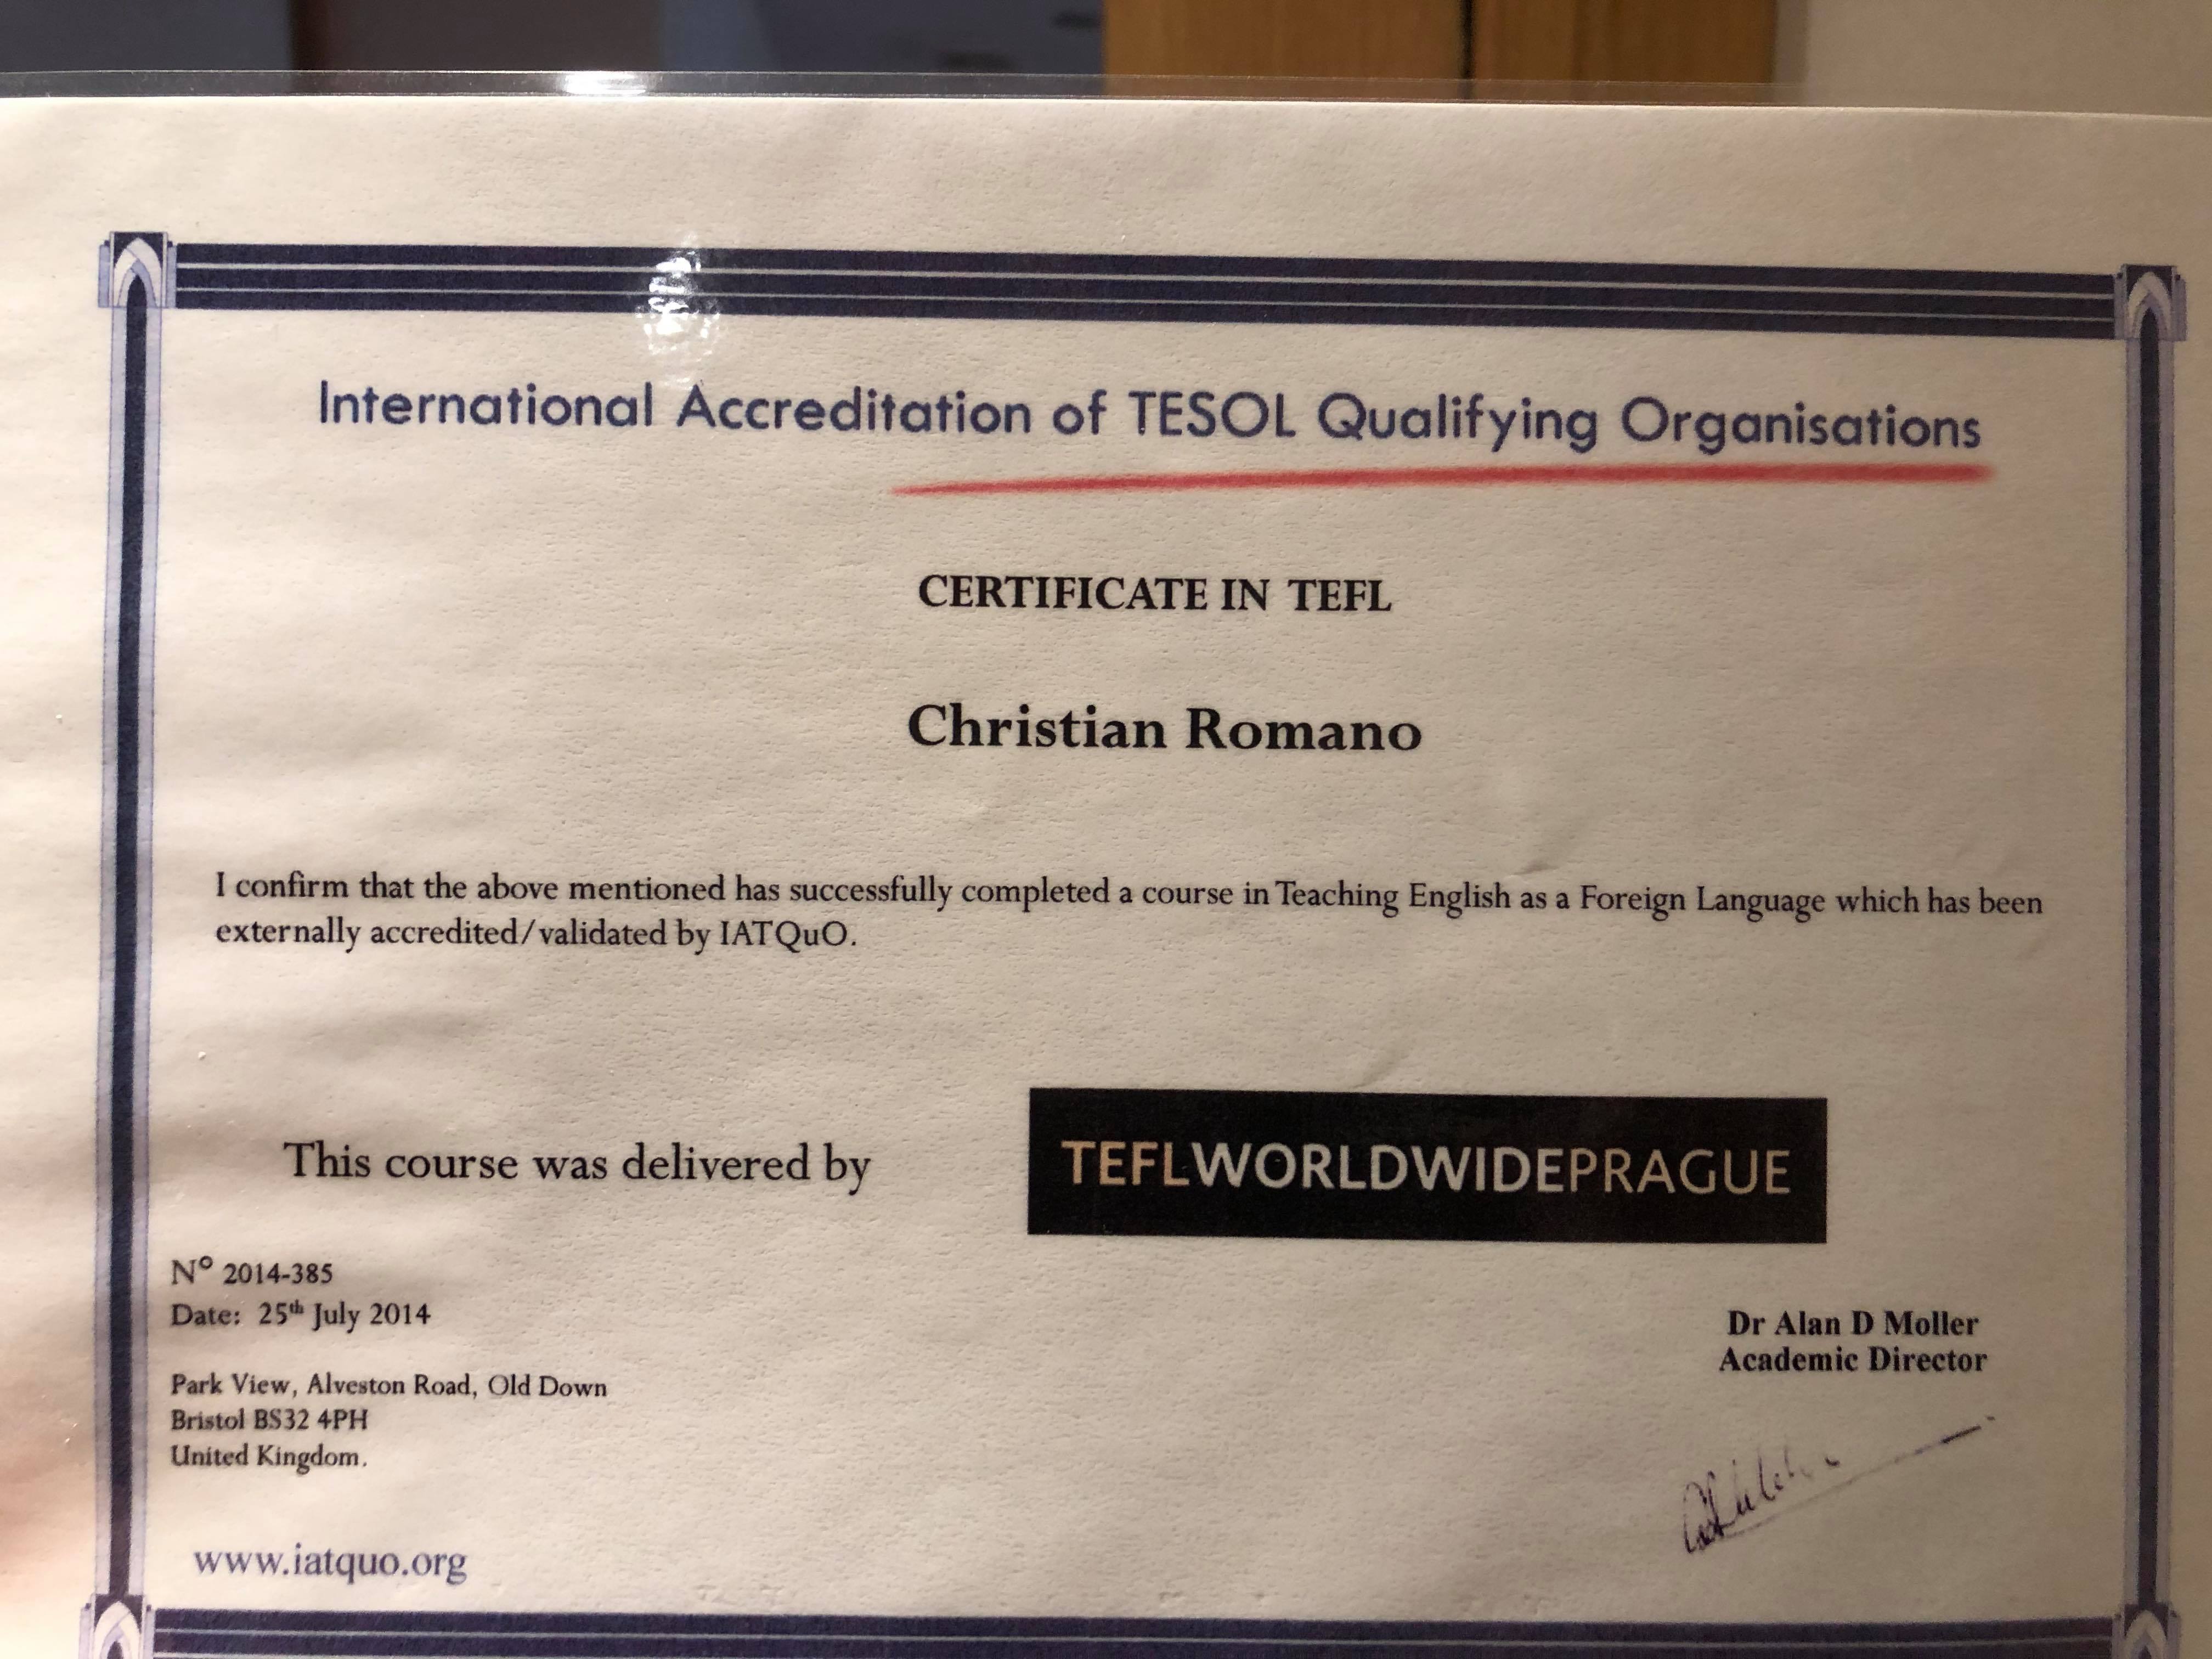 International Accreditation of TESOL Qualifying Organisations
CERTIFICATE IN TEFL
Christian Romano
I confirm that the above mentioned has successfully completed a course in Teaching English as a Foreign Language which has been
externally accredited/validated by IATQuO.
This course was delivered by
TEFLWORLDWIDEPRAGUE
Nº 2014-385
Date: 25th July 2014
Park View, Alveston Road, Old Down
Bristol BS32 4PH
United Kingdom.
www.iatquo.org
Dr Alan D Moller
Academic Director